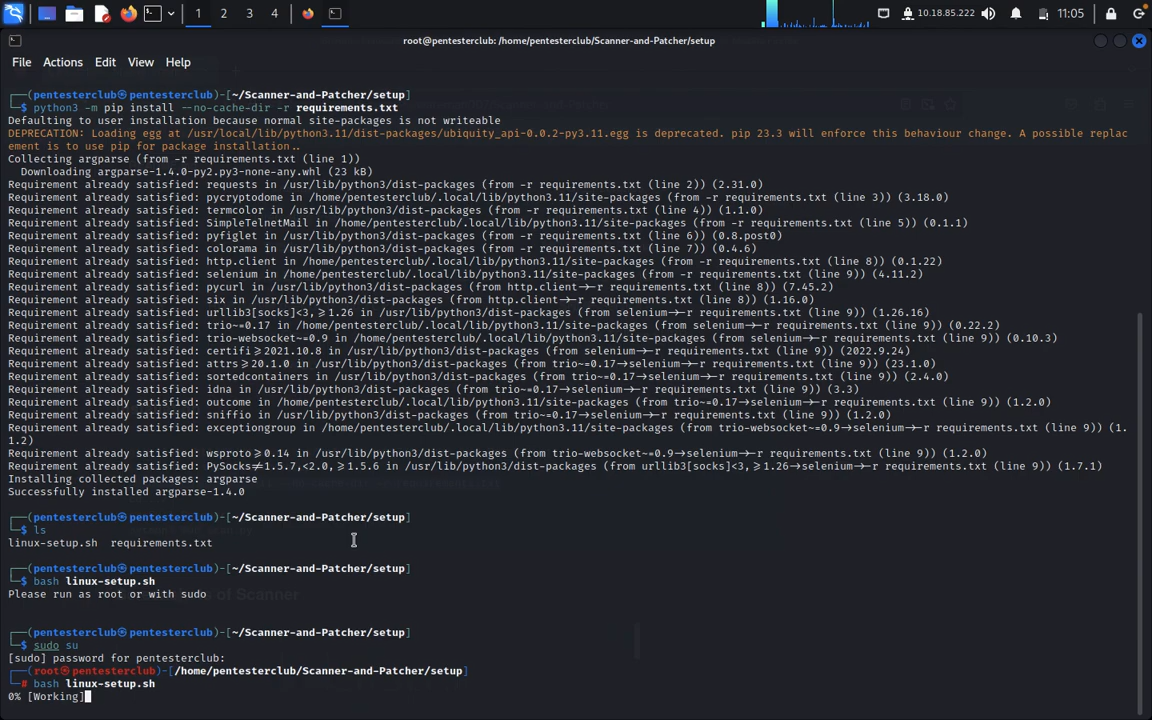 1 2 3 4
10.18.85.222
11:05
root@pentesterclub: /home/pentesterclub/Scanner-and-Patcher/setup
File Actions Edit View Help
┌──(pentesterclub㉿pentesterclub)-[~/Scanner-and-Patcher/setup]
└─$ python3 -m pip install --no-cache-dir -r requirements.txt
Defaulting to user installation because normal site-packages is not writeable
DEPRECATION: Loading egg at /usr/local/lib/python3.11/dist-packages/ubiquity_api-0.0.2-py3.11.egg is deprecated. pip 23.3 will enforce this behaviour change. A possible replac
ement is to use pip for package installation..
Collecting argparse (from -r requirements.txt (line 1))
  Downloading argparse-1.4.0-py2.py3-none-any.whl (23 kB)
Requirement already satisfied: requests in /usr/lib/python3/dist-packages (from -r requirements.txt (line 2)) (2.31.0)
Requirement already satisfied: pycryptodome in /home/pentesterclub/.local/lib/python3.11/site-packages (from -r requirements.txt (line 3)) (3.18.0)
Requirement already satisfied: termcolor in /usr/lib/python3/dist-packages (from -r requirements.txt (line 4)) (1.1.0)
Requirement already satisfied: SimpleTelnetMail in /home/pentesterclub/.local/lib/python3.11/site-packages (from -r requirements.txt (line 5)) (0.1.1)
Requirement already satisfied: pyfiglet in /usr/lib/python3/dist-packages (from -r requirements.txt (line 6)) (0.8.post0)
Requirement already satisfied: colorama in /usr/lib/python3/dist-packages (from -r requirements.txt (line 7)) (0.4.6)
Requirement already satisfied: http.client in /home/pentesterclub/.local/lib/python3.11/site-packages (from -r requirements.txt (line 8)) (0.1.22)
Requirement already satisfied: selenium in /home/pentesterclub/.local/lib/python3.11/site-packages (from -r requirements.txt (line 9)) (4.11.2)
Requirement already satisfied: pycurl in /usr/lib/python3/dist-packages (from http.client→-r requirements.txt (line 8)) (7.45.2)
Requirement already satisfied: six in /usr/lib/python3/dist-packages (from http.client→-r requirements.txt (line 8)) (1.16.0)
Requirement already satisfied: urllib3[socks]<3,≥1.26 in /usr/lib/python3/dist-packages (from selenium→-r requirements.txt (line 9)) (1.26.16)
Requirement already satisfied: trio~=0.17 in /home/pentesterclub/.local/lib/python3.11/site-packages (from selenium→-r requirements.txt (line 9)) (0.22.2)
Requirement already satisfied: trio-websocket~=0.9 in /home/pentesterclub/.local/lib/python3.11/site-packages (from selenium→-r requirements.txt (line 9)) (0.10.3)
Requirement already satisfied: certifi≥2021.10.8 in /usr/lib/python3/dist-packages (from selenium→-r requirements.txt (line 9)) (2022.9.24)
Requirement already satisfied: attrs≥20.1.0 in /usr/lib/python3/dist-packages (from trio~=0.17→selenium→-r requirements.txt (line 9)) (23.1.0)
Requirement already satisfied: sortedcontainers in /usr/lib/python3/dist-packages (from trio~=0.17→selenium→-r requirements.txt (line 9)) (2.4.0)
Requirement already satisfied: idna in /usr/lib/python3/dist-packages (from trio~=0.17→selenium→-r requirements.txt (line 9)) (3.3)
Requirement already satisfied: outcome in /home/pentesterclub/.local/lib/python3.11/site-packages (from trio~=0.17→selenium→-r requirements.txt (line 9)) (1.2.0)
Requirement already satisfied: sniffio in /usr/lib/python3/dist-packages (from trio~=0.17→selenium→-r requirements.txt (line 9)) (1.2.0)
Requirement already satisfied: exceptiongroup in /home/pentesterclub/.local/lib/python3.11/site-packages (from trio-websocket~=0.9→selenium→-r requirements.txt (line 9)) (1.
1.2)
Requirement already satisfied: wsproto≥0.14 in /usr/lib/python3/dist-packages (from trio-websocket~=0.9→selenium→-r requirements.txt (line 9)) (1.2.0)
Requirement already satisfied: PySocks≠1.5.7,<2.0,≥1.5.6 in /usr/lib/python3/dist-packages (from urllib3[socks]<3,≥1.26→selenium→-r requirements.txt (line 9)) (1.7.1)
Installing collected packages: argparse
Successfully installed argparse-1.4.0
┌──(pentesterclub㉿pentesterclub)-[~/Scanner-and-Patcher/setup]
└─$ ls
linux-setup.sh  requirements.txt
┌──(pentesterclub㉿pentesterclub)-[~/Scanner-and-Patcher/setup]
└─$ bash linux-setup.sh
Please run as root or with sudo
┌──(pentesterclub㉿pentesterclub)-[~/Scanner-and-Patcher/setup]
└─$ sudo su
[sudo] password for pentesterclub:
┌──(root㉿pentesterclub)-[/home/pentesterclub/Scanner-and-Patcher/setup]
└─# bash linux-setup.sh
0% [Working]